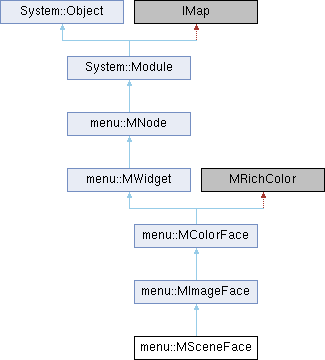 System::Object
IMap
System::Module
menu::MNode
menu::MWidget
MRichColor
menu::MColorFace
menu::MImageFace
menu::MSceneFace